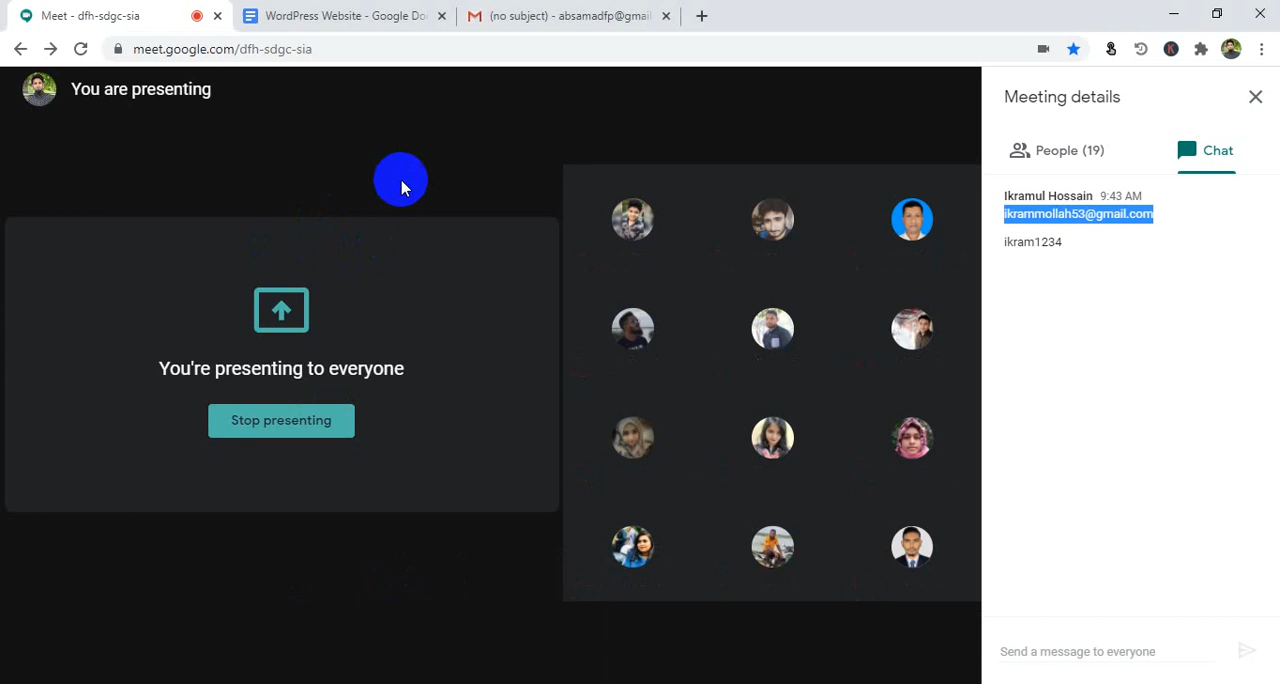 Meet - dfh-sdgc-sia
WordPress Website - Google Do
(no subject) - absamadfp@gmail
meet.google.com/dfh-sdgc-sia
K
You are presenting
Meeting details
People (19)
Chat
Ikramul Hossain 9:43 AM
ikrammollah53@gmail.com
ikram1234
You're presenting to everyone
Stop presenting
Send a message to everyone